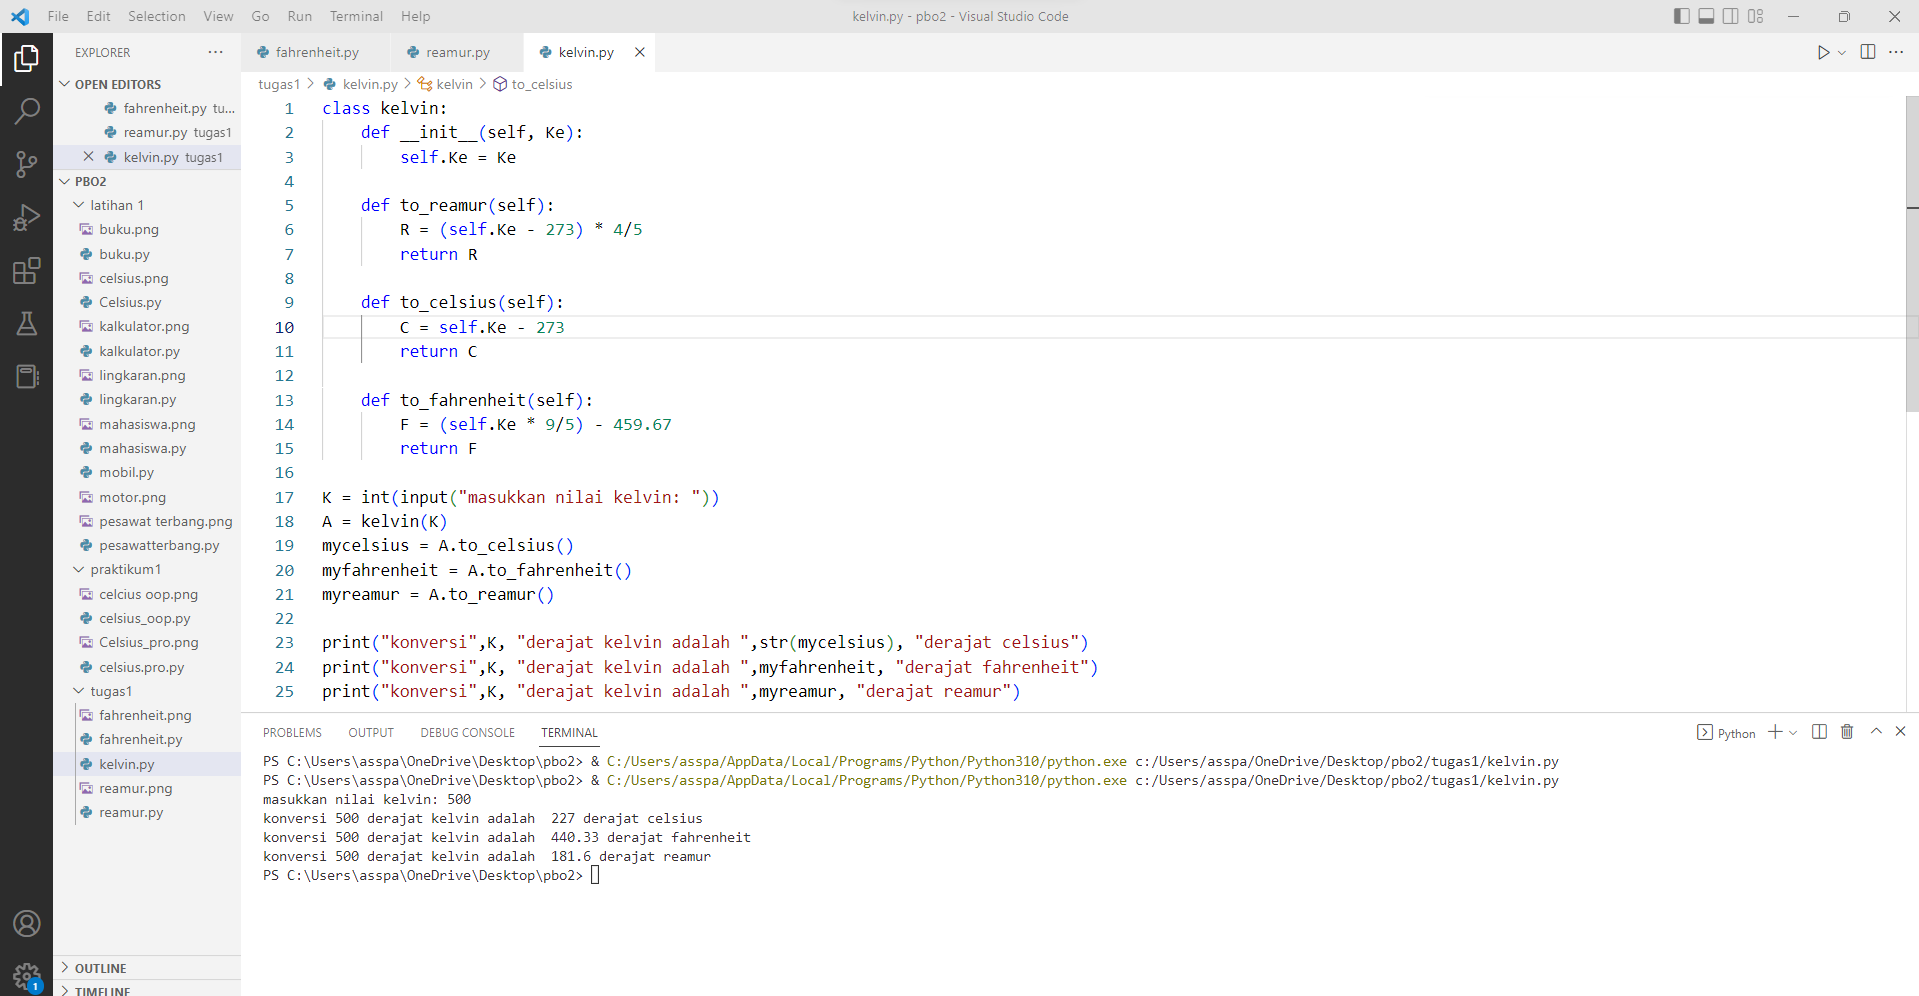 File Edit Selection View Go Run Terminal Help
kelvin.py - pbo2 - Visual Studio Code
EXPLORER
OPEN EDITORS
fahrenheit.py tu...
reamur.py tugas1
kelvin.py tugas1
PBO2
latihan 1
buku.png
buku.py
celsius.png
Celsius.py
kalkulator.png
kalkulator.py
lingkaran.png
lingkaran.py
mahasiswa.png
mahasiswa.py
mobil.py
motor.png
pesawat terbang.png
pesawatterbang.py
praktikum1
celcius oop.png
celsius_oop.py
Celsius_pro.png
celsius.pro.py
tugas1
fahrenheit.png
fahrenheit.py
kelvin.py
reamur.png
reamur.py
OUTLINE
TIMELINE
1
fahrenheit.py reamur.py kelvin.py
tugas1 > kelvin.py > kelvin > to_celsius
1 class kelvin:
2 def __init__(self, Ke):
3 self.Ke = Ke
4
5 def to_reamur(self):
6 R = (self.Ke - 273) * 4/5
7 return R
8
9 def to_celsius(self):
10 C = self.Ke - 273
11 return C
12
13 def to_fahrenheit(self):
14 F = (self.Ke * 9/5) - 459.67
15 return F
16
17 K = int(input("masukkan nilai kelvin: "))
18 A = kelvin(K)
19 mycelsius = A.to_celsius()
20 myfahrenheit = A.to_fahrenheit()
21 myreamur = A.to_reamur()
22
23 print("konversi",K, "derajat kelvin adalah ",str(mycelsius), "derajat celsius")
24 print("konversi",K, "derajat kelvin adalah ",myfahrenheit, "derajat fahrenheit")
25 print("konversi",K, "derajat kelvin adalah ",myreamur, "derajat reamur")
PROBLEMS OUTPUT DEBUG CONSOLE TERMINAL
Python
PS C:\Users\asspa\OneDrive\Desktop\pbo2> & C:/Users/asspa/AppData/Local/Programs/Python/Python310/python.exe c:/Users/asspa/OneDrive/Desktop/pbo2/tugas1/kelvin.py
PS C:\Users\asspa\OneDrive\Desktop\pbo2> & C:/Users/asspa/AppData/Local/Programs/Python/Python310/python.exe c:/Users/asspa/OneDrive/Desktop/pbo2/tugas1/kelvin.py
masukkan nilai kelvin: 500
konversi 500 derajat kelvin adalah  227 derajat celsius
konversi 500 derajat kelvin adalah  440.33 derajat fahrenheit
konversi 500 derajat kelvin adalah  181.6 derajat reamur
PS C:\Users\asspa\OneDrive\Desktop\pbo2>